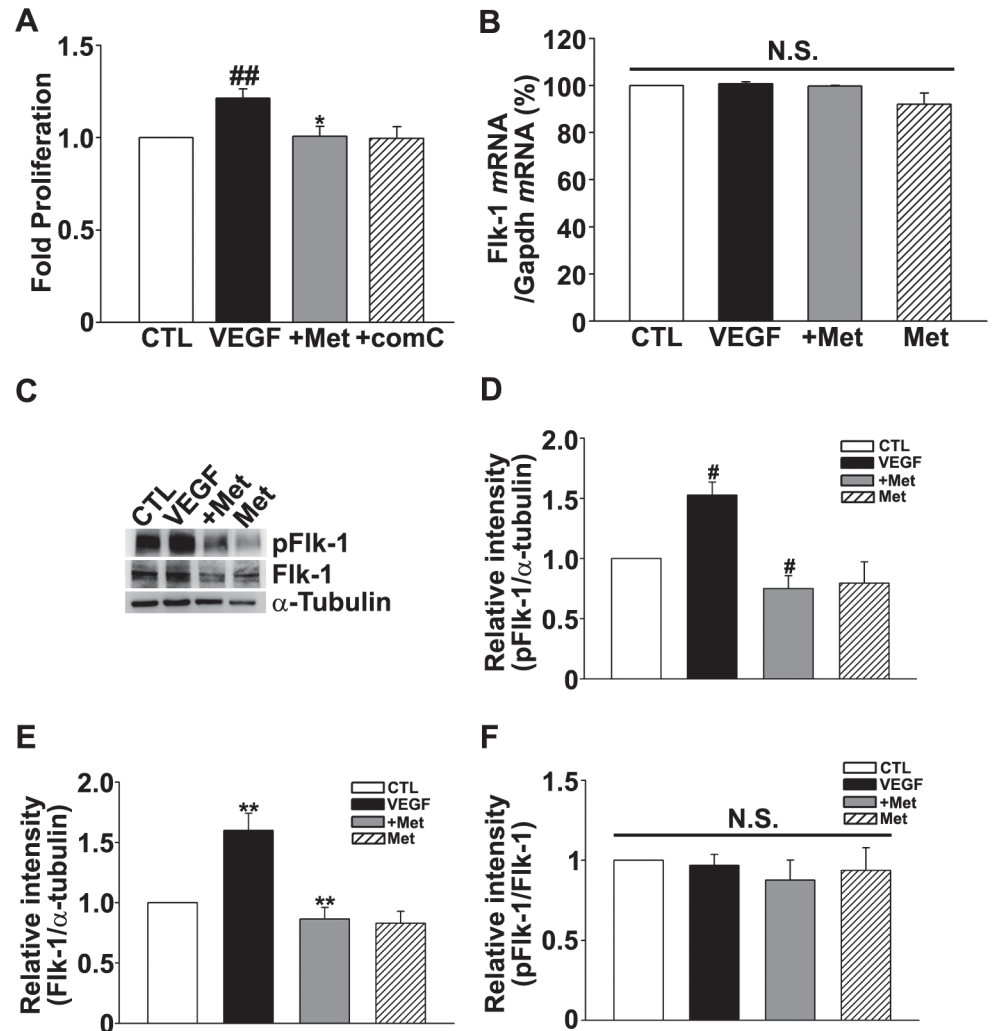 A
1.5
1.0
0.5
0
Fold Proliferation
##
*
CTL VEGF +Met +comC
B
120
100
80
60
40
20
0
Flk-1 mRNA
/Gapdh mRNA (%)
N.S.
CTL VEGF +Met Met
C
CTL
VEGF
+Met
Met
pFlk-1
Flk-1
α-Tubulin
D
2.0
1.5
1.0
0.5
0
Relative intensity
(pFlk-1/α-tubulin)
#
#
CTL
VEGF
+Met
Met
E
2.0
1.5
1.0
0.5
0
Relative intensity
(Flk-1/α-tubulin)
**
**
CTL
VEGF
+Met
Met
F
1.5
1
0.5
0
Relative intensity
(pFlk-1/Flk-1)
N.S.
CTL
VEGF
+Met
Met